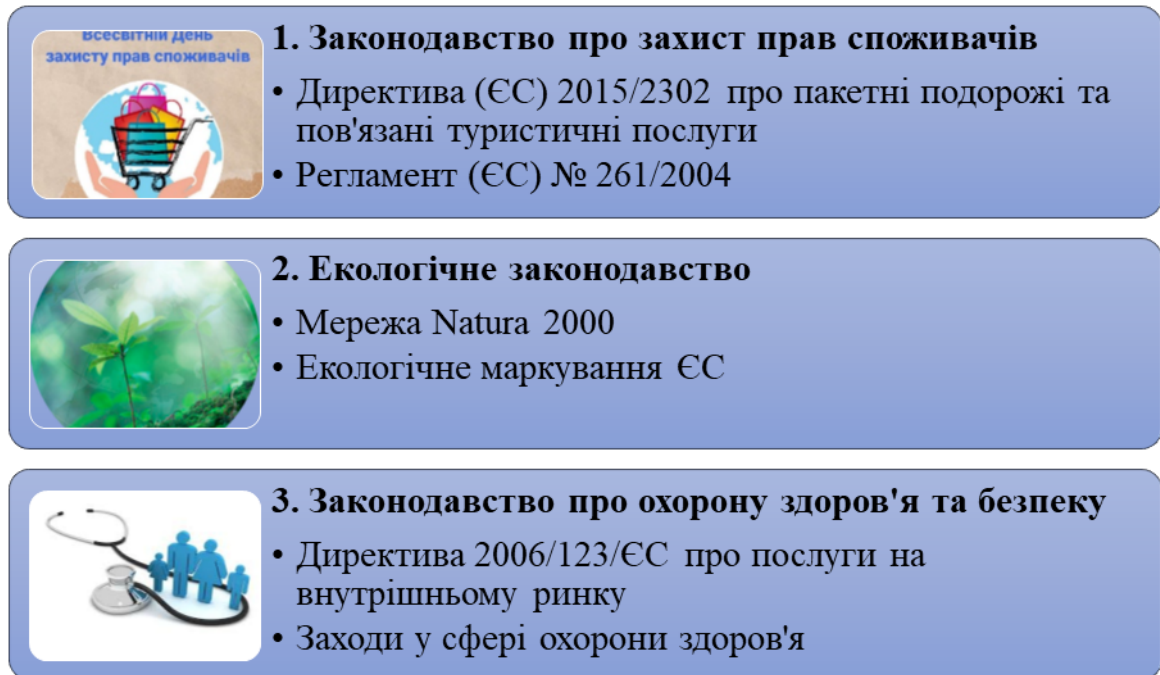 Всесвітній день
захисту прав споживачів
1. Законодавство про захист прав споживачів
• Директива (ЄС) 2015/2302 про пакетні подорожі та
пов'язані туристичні послуги
• Регламент (ЄС) № 261/2004
2. Екологічне законодавство
• Мережа Natura 2000
• Екологічне маркування ЄС
3. Законодавство про охорону здоров'я та безпеку
• Директива 2006/123/ЄС про послуги на
внутрішньому ринку
• Заходи у сфері охорони здоров'я